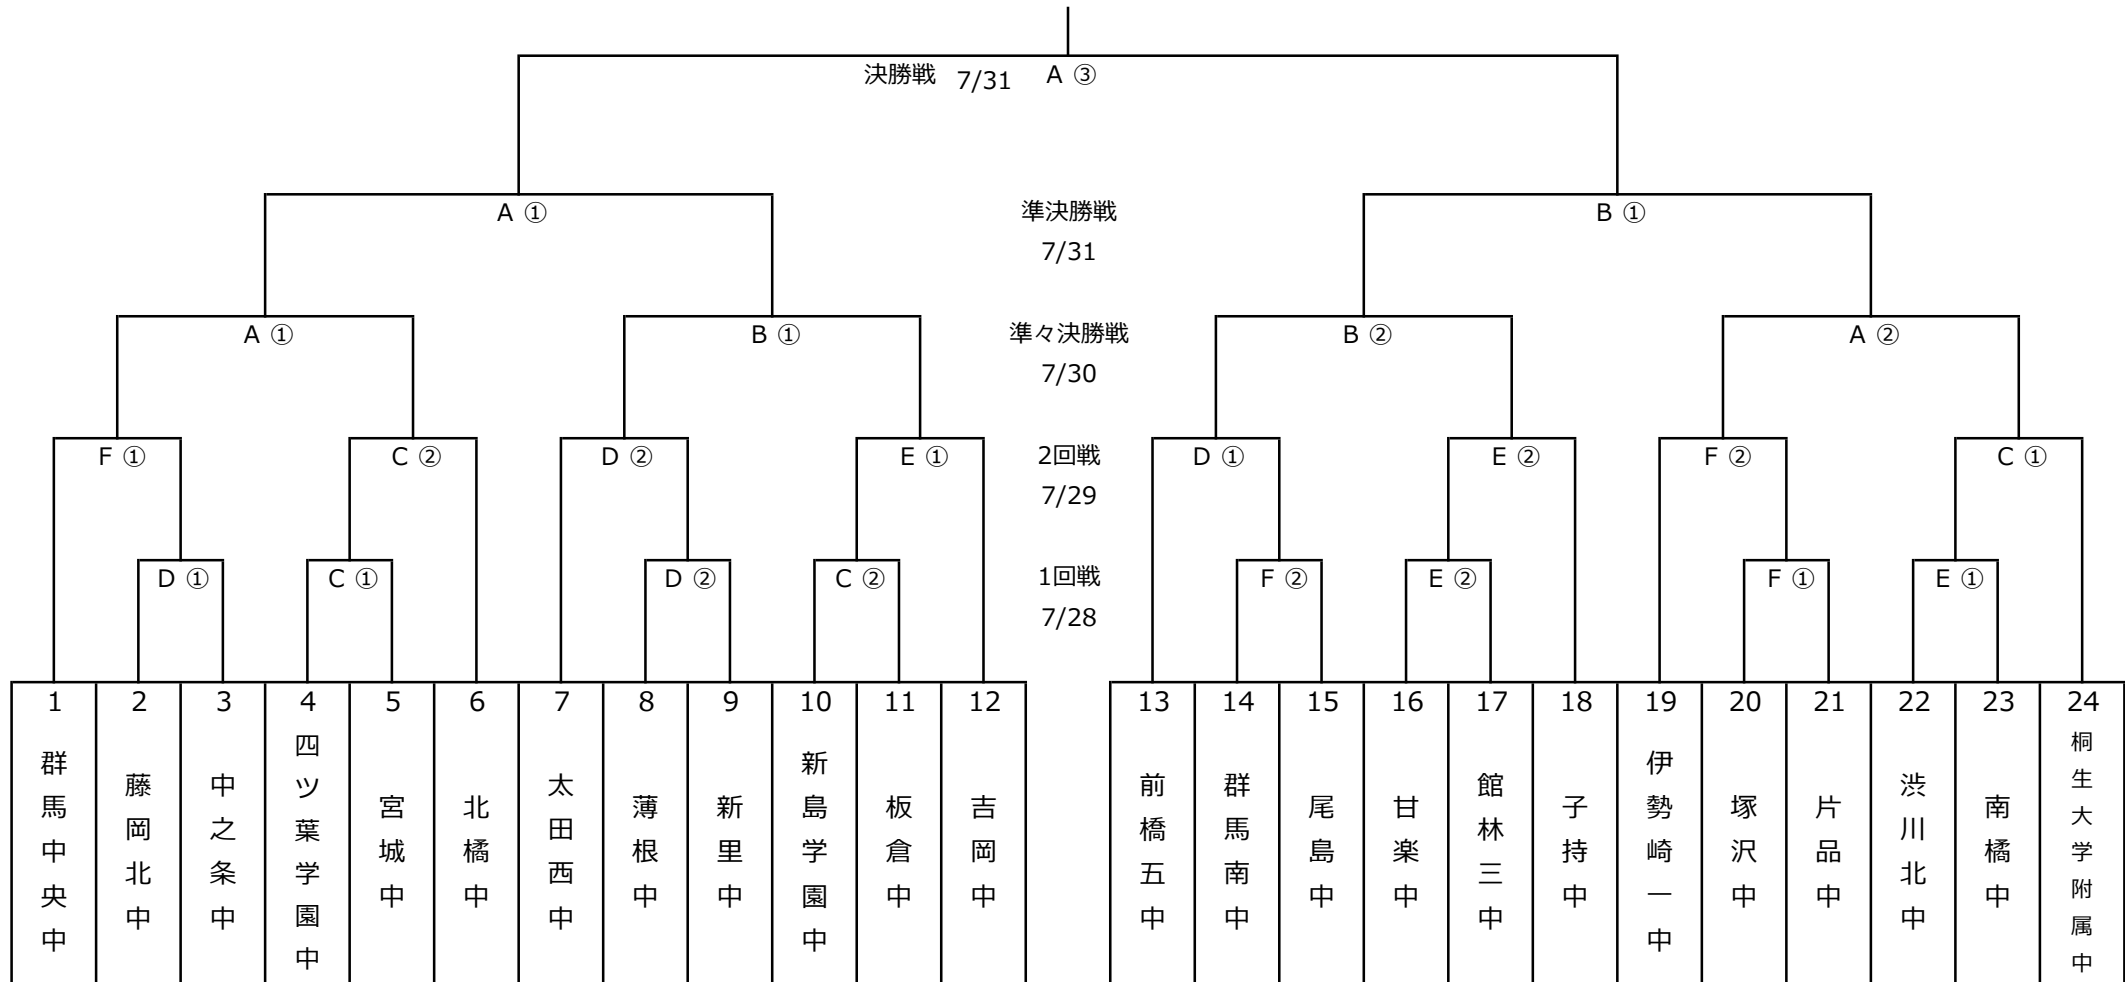 決勝戦 7/31 A ③
A ① 準決勝戦 B ①
7/31
A ① B ① 準々決勝戦 B ② A ②
7/30
F ① C ② D ② E ① 2回戦 D ① E ② F ② C ①
7/29
D ① C ① D ② C ② 1回戦 F ② E ② F ① E ①
7/28
1 2 3 4 5 6 7 8 9 10 11 12 13 14 15 16 17 18 19 20 21 22 23 24
群馬中央中
藤岡北中
中之条中
四ツ葉学園中
宮城中
北橘中
太田西中
薄根中
新里中
新島学園中
板倉中
吉岡中
前橋五中
群馬南中
尾島中
甘楽中
館林三中
子持中
伊勢崎一中
塚沢中
片品中
渋川北中
南橘中
桐生大学附属中